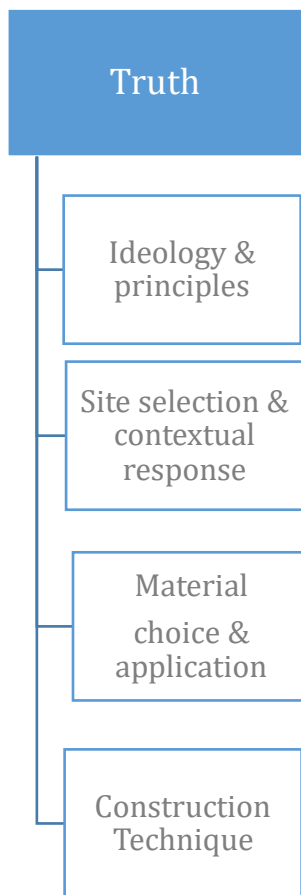 Truth
Ideology &
principles
Site selection &
contextual
response
Material
choice &
application
Construction
Technique